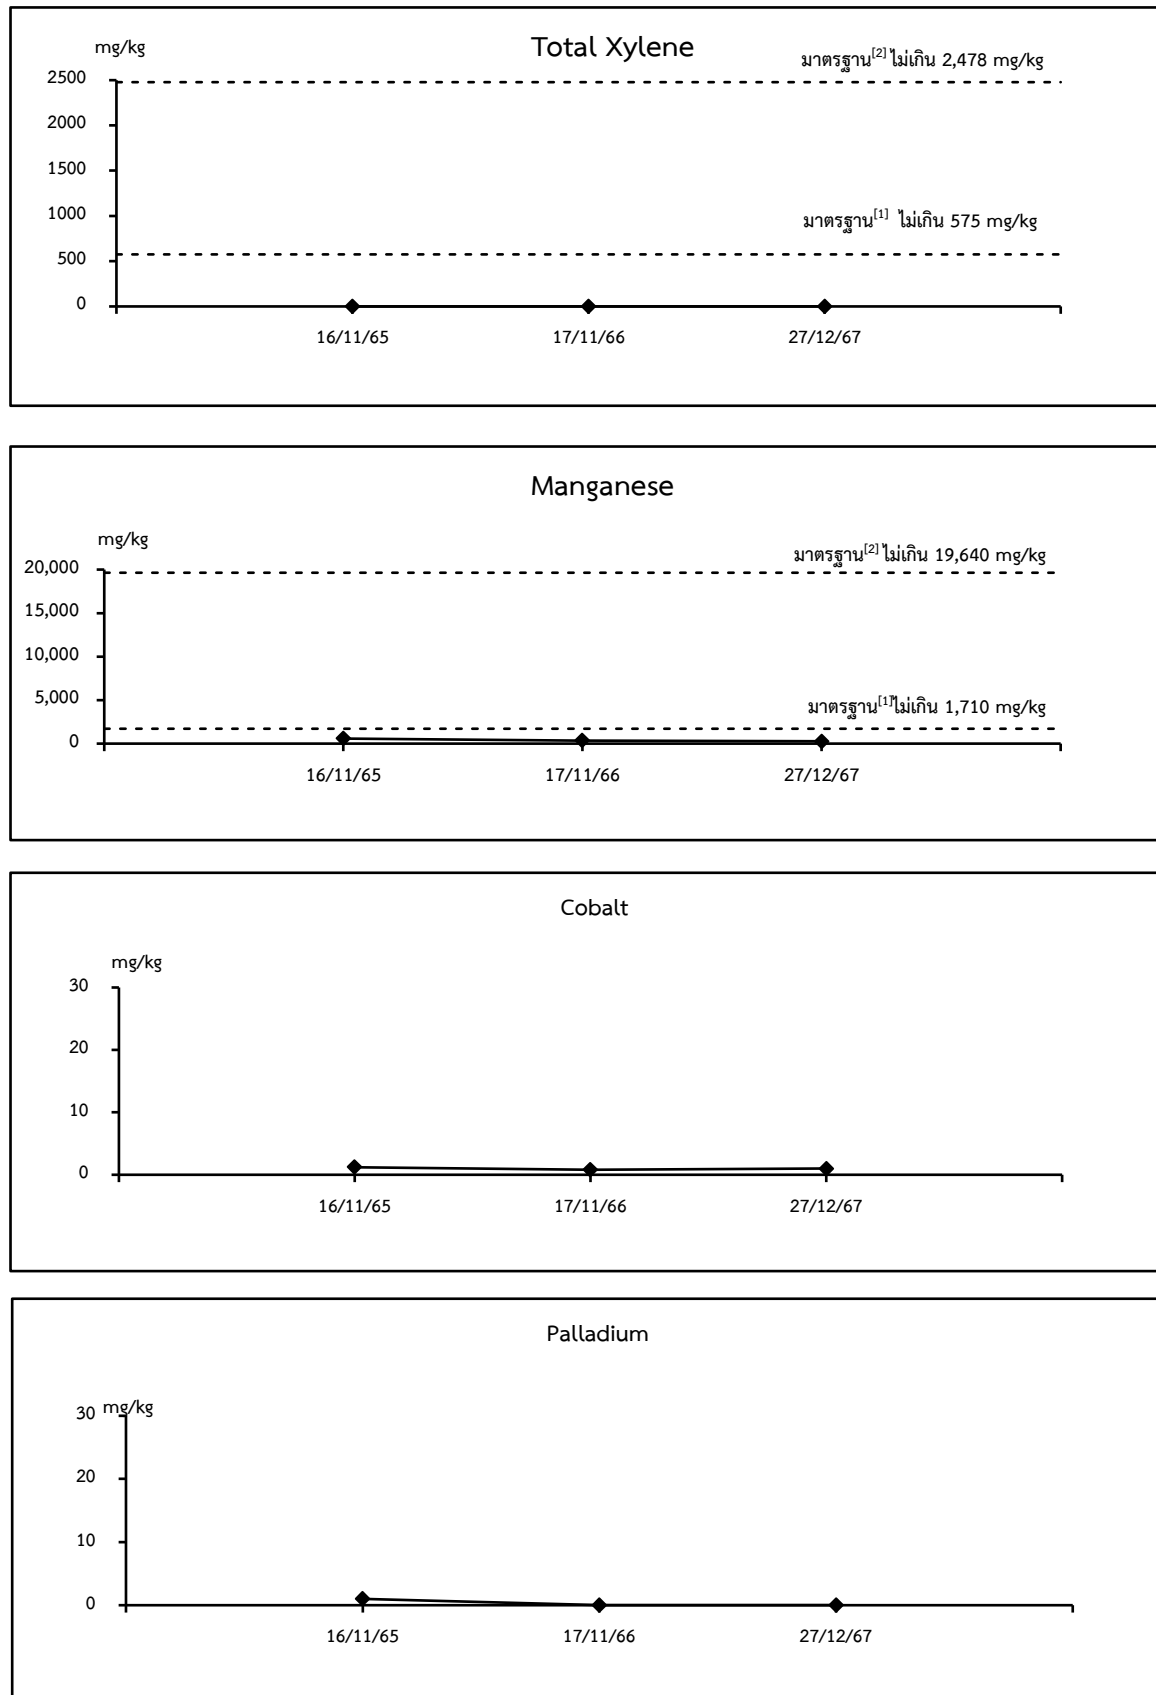 Total Xylene
mg/kg
มาตรฐาน[2] ไม่เกิน 2,478 mg/kg
2500
2000
1500
1000
มาตรฐาน[1] ไม่เกิน 575 mg/kg
500
0
16/11/65 17/11/66 27/12/67
Manganese
mg/kg
มาตรฐาน[2] ไม่เกิน 19,640 mg/kg
20,000
15,000
10,000
5,000
มาตรฐาน[1]ไม่เกิน 1,710 mg/kg
0
16/11/65 17/11/66 27/12/67
Cobalt
mg/kg
30
20
10
0
16/11/65 17/11/66 27/12/67
Palladium
30 mg/kg
20
10
0
16/11/65 17/11/66 27/12/67